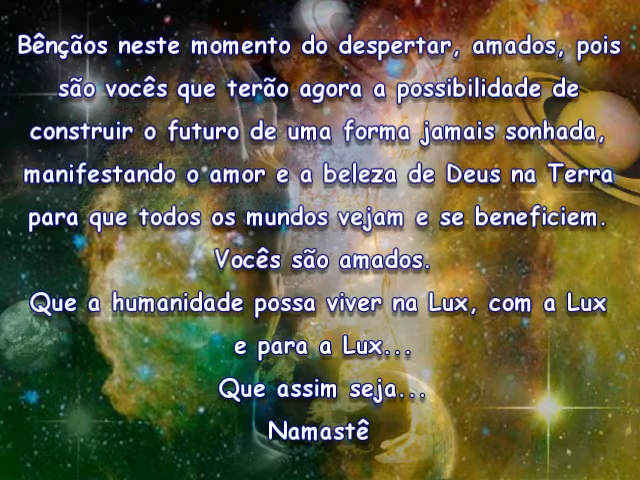 Bênçãos neste momento do despertar, amados, pois
são vocês que terão agora a possibilidade de
construir o futuro de uma forma jamais sonhada,
manifestando o amor e a beleza de Deus na Terra
para que todos os mundos vejam e se beneficiem.
Vocês são amados.
Que a humanidade possa viver na Lux, com a Lux
e para a Lux...
Que assim seja...
Namastê